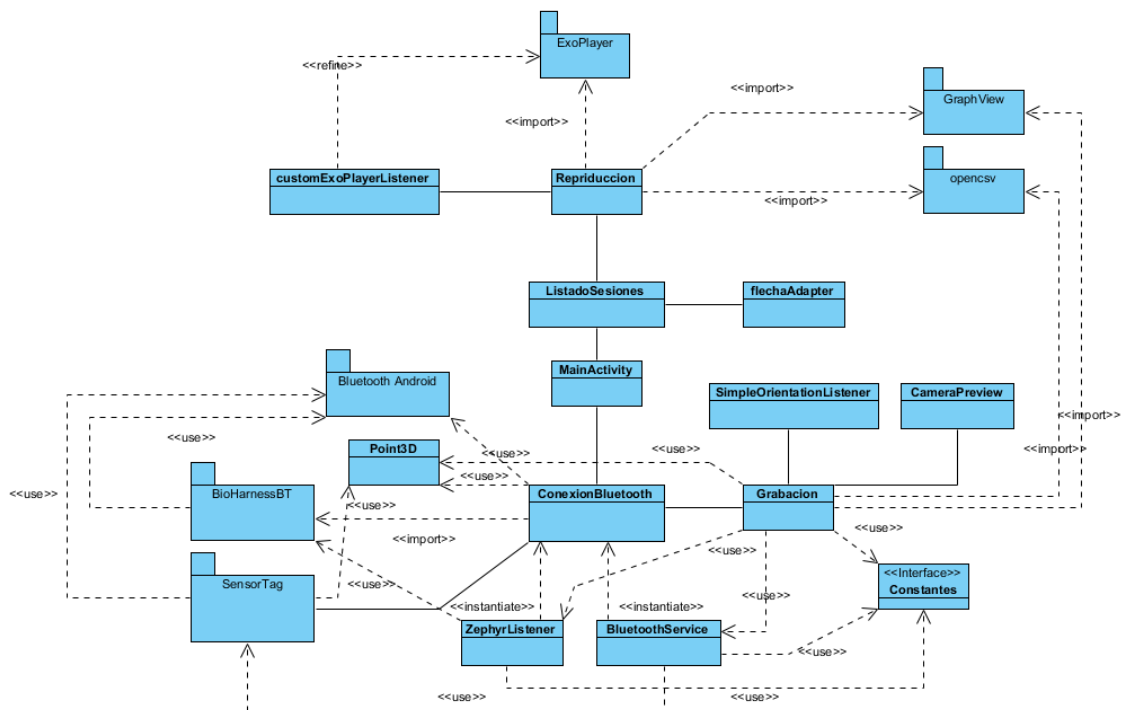 ExoPlayer
<<refine>>
<<import>>
GraphView
<<import>>
customExoPlayerListener
Repriduccion
opencsv
<<import>>
ListadoSesiones
flechaAdapter
MainActivity
Bluetooth Android
SimpleOrientationListener
CameraPreview
<<import>>
<<use>>
Point3D
<<use>>
<<use>>
<<import>>
<<use>>
BioHarnessBT
<<use>>
ConexionBluetooth
Grabacion
<<use>>
<<use>>
<<import>>
<<use>>
SensorTag
<<use>>
<<Interface>>
Constantes
<<use>>
<<instantiate>>
<<instantiate>>
ZephyrListener
BluetoothService
<<use>>
<<use>>
<<use>>